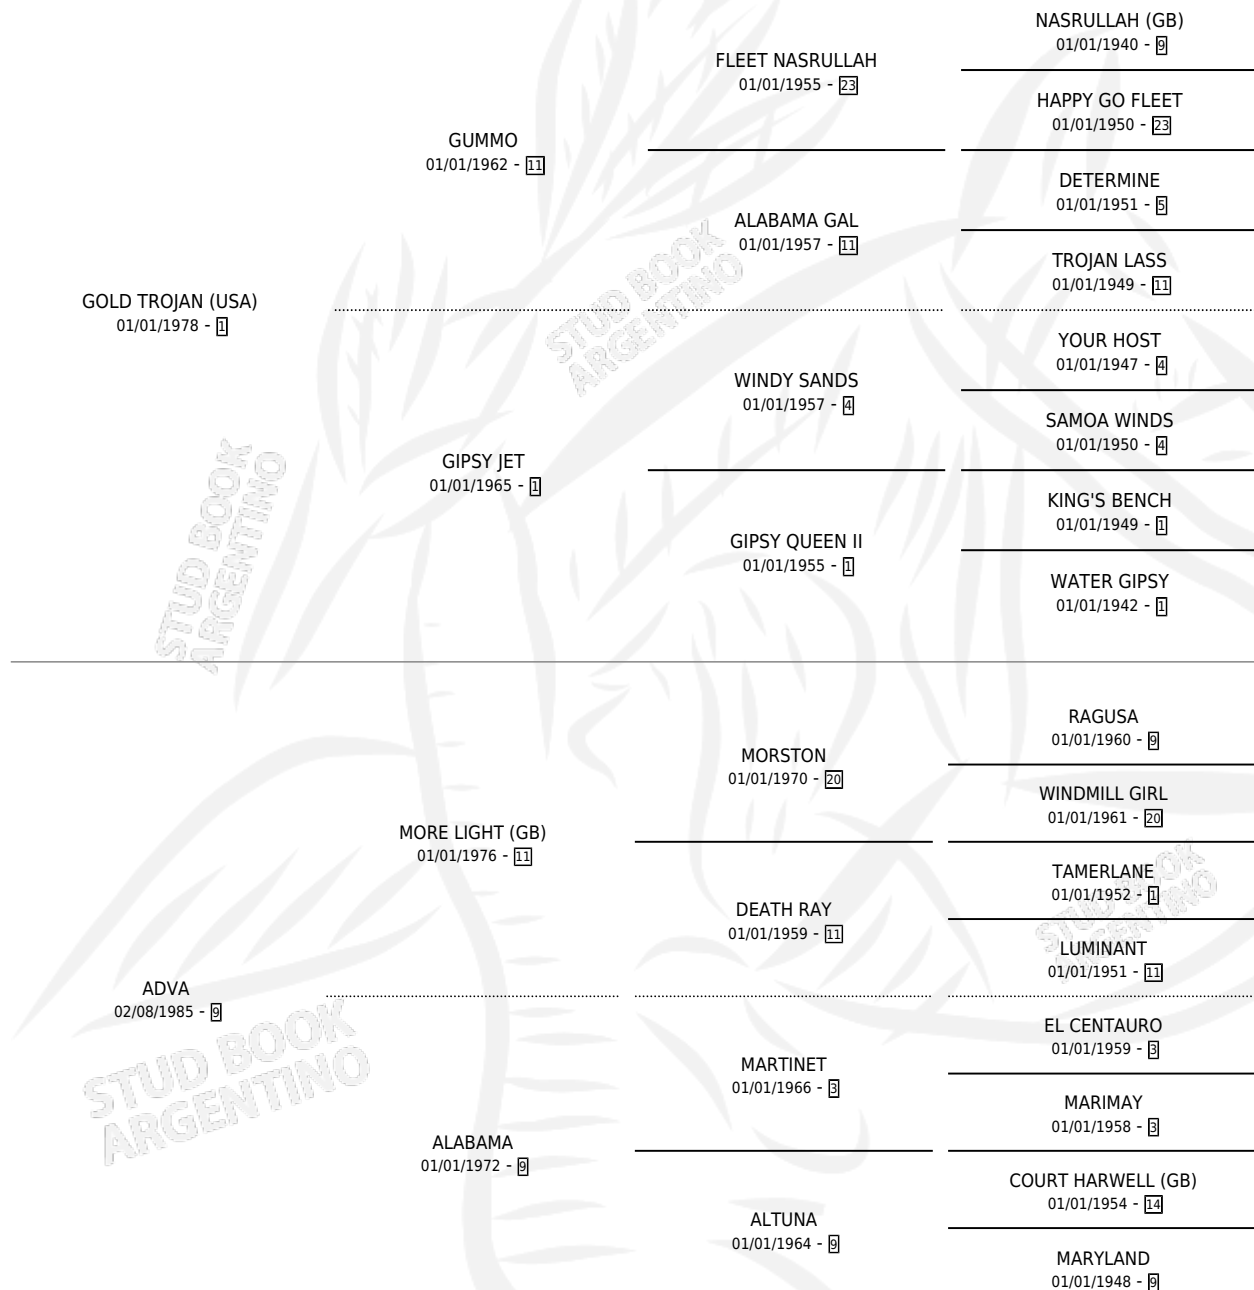 NASRULLAH (GB)
01/01/1940 - 9
FLEET NASRULLAH
01/01/1955 - 23
HAPPY GO FLEET
01/01/1950 - 23
GUMMO
01/01/1962 - 11
DETERMINE
01/01/1951 - 5
ALABAMA GAL
01/01/1957 - 11
TROJAN LASS
01/01/1949 - 11
GOLD TROJAN (USA)
01/01/1978 - 1
YOUR HOST
01/01/1947 - 4
WINDY SANDS
01/01/1957 - 4
SAMOA WINDS
01/01/1950 - 4
GIPSY JET
01/01/1965 - 1
KING'S BENCH
01/01/1949 - 1
GIPSY QUEEN II
01/01/1955 - 1
WATER GIPSY
01/01/1942 - 1
RAGUSA
01/01/1960 - 9
MORSTON
01/01/1970 - 20
WINDMILL GIRL
01/01/1961 - 20
MORE LIGHT (GB)
01/01/1976 - 11
TAMERLANE
01/01/1952 - 1
DEATH RAY
01/01/1959 - 11
LUMINANT
01/01/1951 - 11
ADVA
02/08/1985 - 9
EL CENTAURO
01/01/1959 - 3
MARTINET
01/01/1966 - 3
MARIMAY
01/01/1958 - 3
ALABAMA
01/01/1972 - 9
COURT HARWELL (GB)
01/01/1954 - 14
ALTUNA
01/01/1964 - 9
MARYLAND
01/01/1948 - 9
STUD BOOK
ARGENTINO
STUD BOOK
ARGENTINO
STUD BOOK
ARGENTINO
STUD BOOK
ARGENTINO